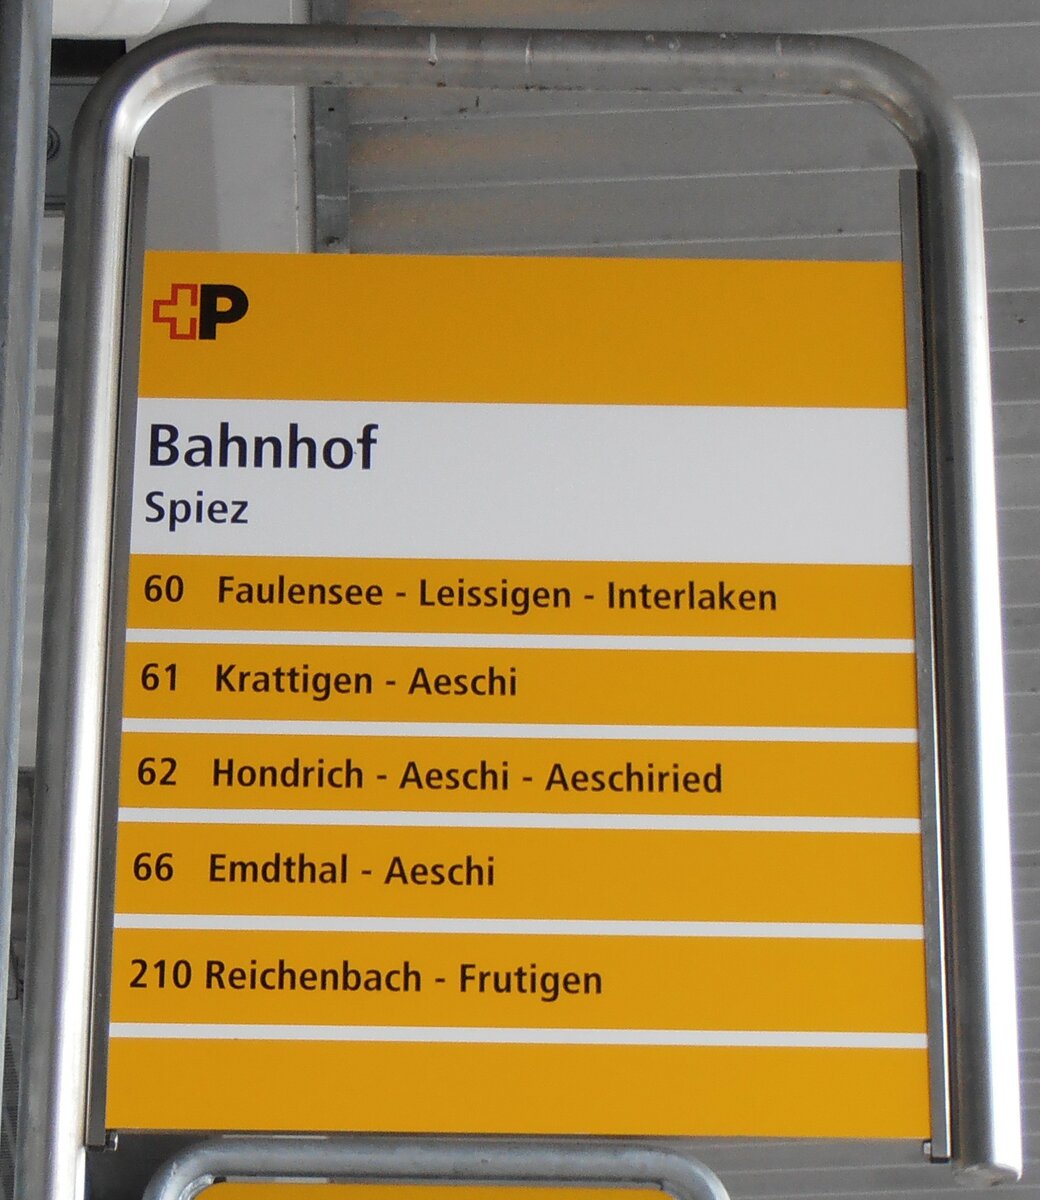 P
Bahnhof
Spiez
60 Faulensee - Leissigen - Interlaken
61 Krattigen - Aeschi
62 Hondrich - Aeschi - Aeschiried
66 Emdthal - Aeschi
210 Reichenbach - Frutigen